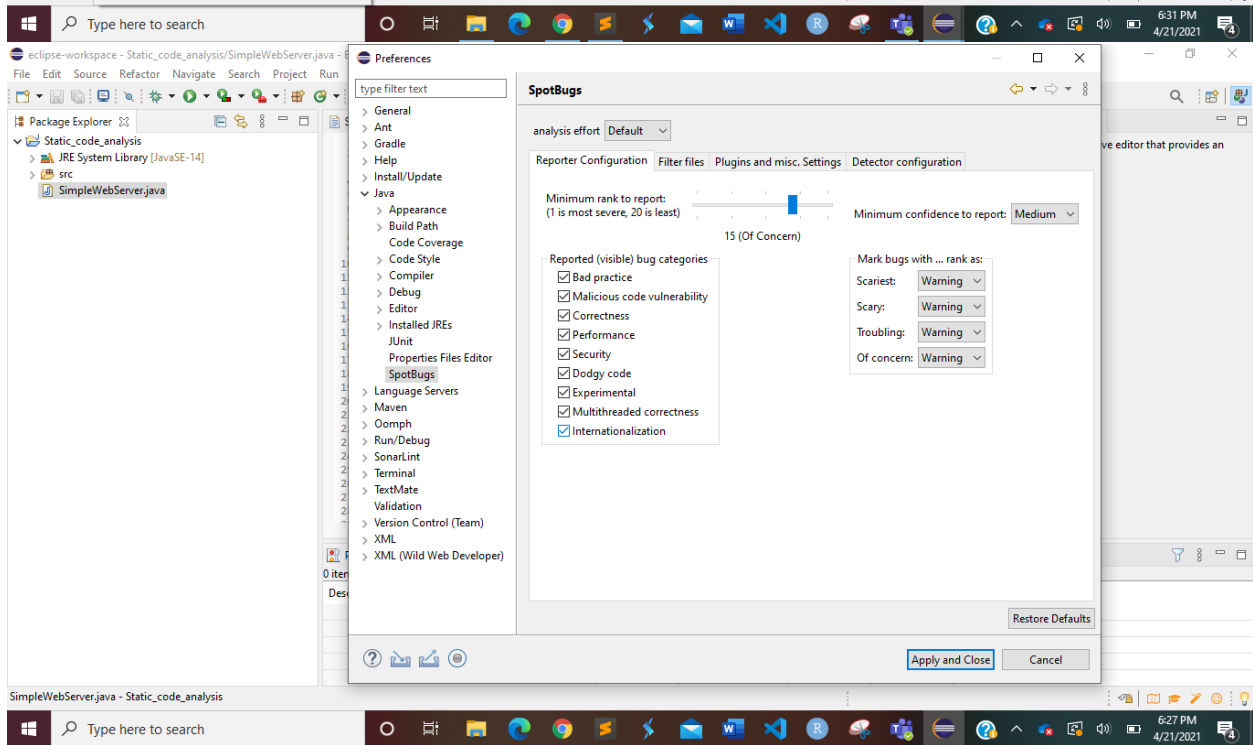 Type here to search
6:31 PM
4/21/2021
4
eclipse-workspace - Static_code_analysis/SimpleWebServer.java - E
File Edit Source Refactor Navigate Search Project Run
Package Explorer
Static_code_analysis
JRE System Library [JavaSE-14]
src
SimpleWebServer.java
ve editor that provides an
0 iten
Desc
Preferences
type filter text
General
Ant
Gradle
Help
Install/Update
Java
Appearance
Build Path
Code Coverage
Code Style
Compiler
Debug
Editor
Installed JREs
JUnit
Properties Files Editor
SpotBugs
Language Servers
Maven
Oomph
Run/Debug
SonarLint
Terminal
TextMate
Validation
Version Control (Team)
XML
XML (Wild Web Developer)
SpotBugs
analysis effort Default
Reporter Configuration Filter files Plugins and misc. Settings Detector configuration
Minimum rank to report:
(1 is most severe, 20 is least)
15 (Of Concern)
Minimum confidence to report: Medium
Reported (visible) bug categories
Bad practice
Malicious code vulnerability
Correctness
Performance
Security
Dodgy code
Experimental
Multithreaded correctness
Internationalization
Mark bugs with ... rank as:
Scariest: Warning
Scary: Warning
Troubling: Warning
Of concern: Warning
Restore Defaults
Apply and Close Cancel
SimpleWebServer.java - Static_code_analysis
Type here to search
6:27 PM
4/21/2021
4